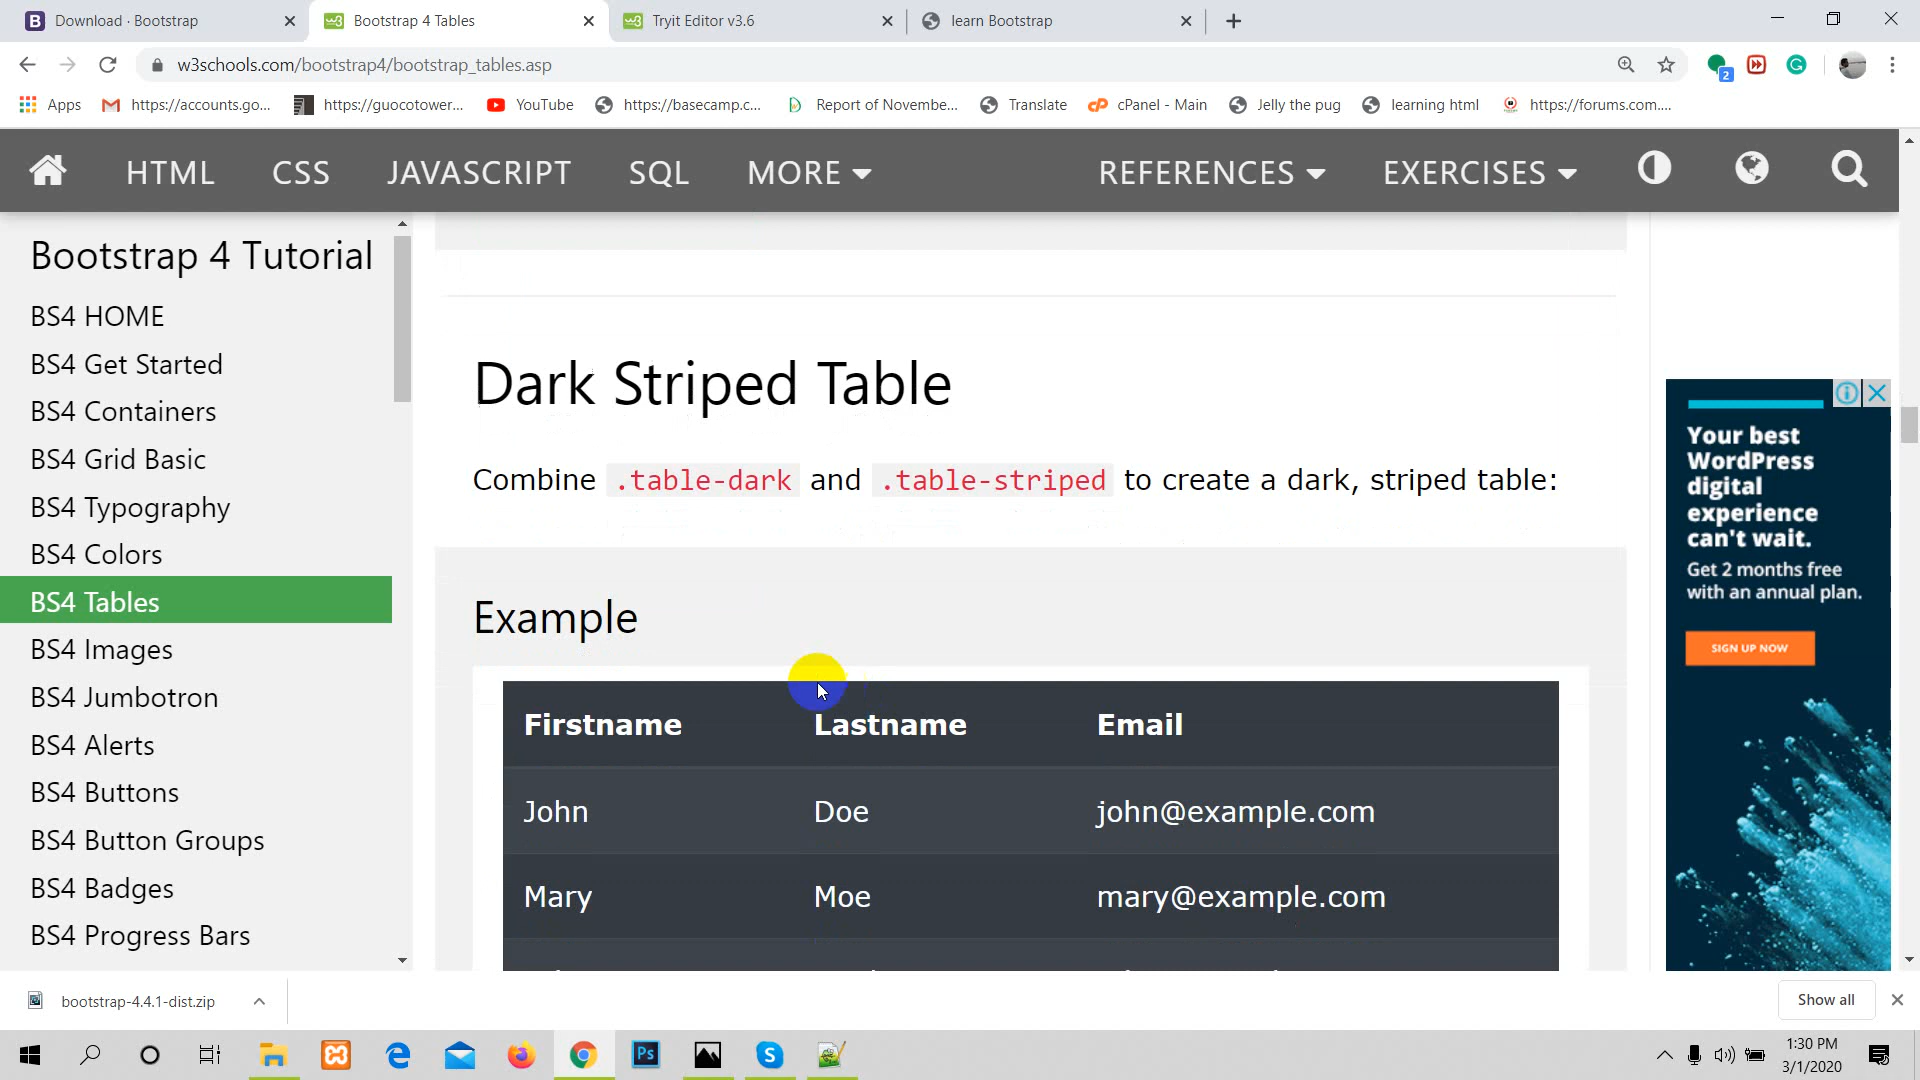 Download · Bootstrap
Bootstrap 4 Tables
Tryit Editor v3.6
learn Bootstrap
w3schools.com/bootstrap4/bootstrap_tables.asp
2
Apps
https://accounts.go...
https://guocotower...
YouTube
https://basecamp.c...
Report of Novembe...
Translate
cPanel - Main
Jelly the pug
learning html
https://forums.com....
HTML
CSS
JAVASCRIPT
SQL
MORE
REFERENCES
EXERCISES
Bootstrap 4 Tutorial
BS4 HOME
BS4 Get Started
BS4 Containers
BS4 Grid Basic
BS4 Typography
BS4 Colors
BS4 Tables
BS4 Images
BS4 Jumbotron
BS4 Alerts
BS4 Buttons
BS4 Button Groups
BS4 Badges
BS4 Progress Bars
Dark Striped Table
Combine .table-dark and .table-striped to create a dark, striped table:
Example
Firstname Lastname Email
John Doe john@example.com
Mary Moe mary@example.com
Your best
WordPress
digital
experience
can't wait.
Get 2 months free
with an annual plan.
SIGN UP NOW
bootstrap-4.4.1-dist.zip
Show all
Ps
1:30 PM
3/1/2020